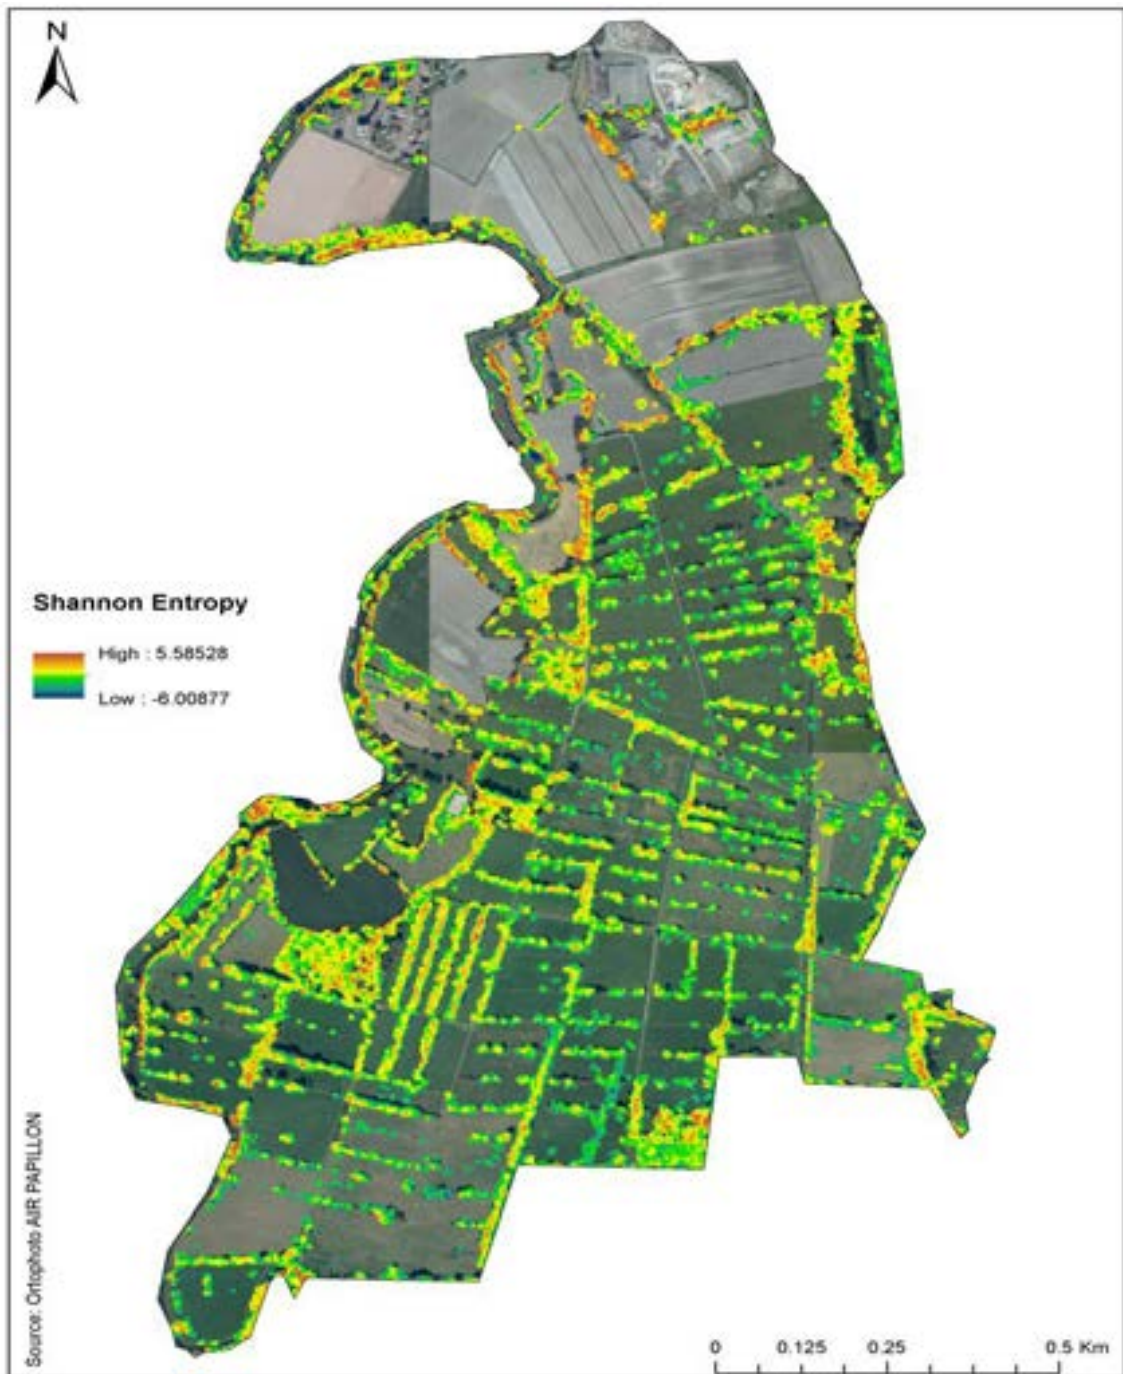 N
Shannon Entropy
High : 5.58528
Low : -6.00877
Source: Ortophoto AIR PAPILLON
0 0.125 0.25 0.5 Km